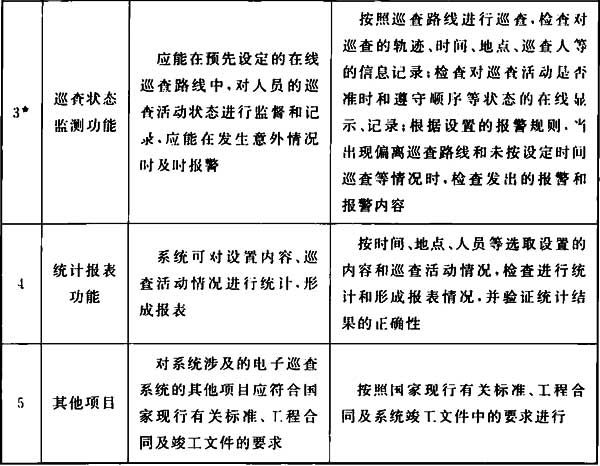 3*
巡查状态
监测功能
应能在预先设定的在线
巡查路线中,对人员的巡
查活动状态进行监督和记
录,应能在发生意外情况
时及时报警
按照巡查路线进行巡查,检查对
巡查的轨迹、时间、地点、巡查人等
的信息记录;检查对巡查活动是否
准时和遵守顺序等状态的在线显
示、记录;根据设置的报警规则,当
出现偏离巡查路线和未按设定时间
巡查等情况时,检查发出的报警和
报警内容
4
统计报表
功能
系统可对设置内容、巡
查活动情况进行统计,形
成报表
按时间、地点、人员等选取设置的
内容和巡查活动情况,检查进行统
计和形成报表情况,并验证统计结
果的正确性
5
其他项目
对系统涉及的电子巡查
系统的其他项目应符合国
家现行有关标准、工程合
同及竣工文件的要求
按照国家现行有关标准、工程合
同及系统竣工文件中的要求进行